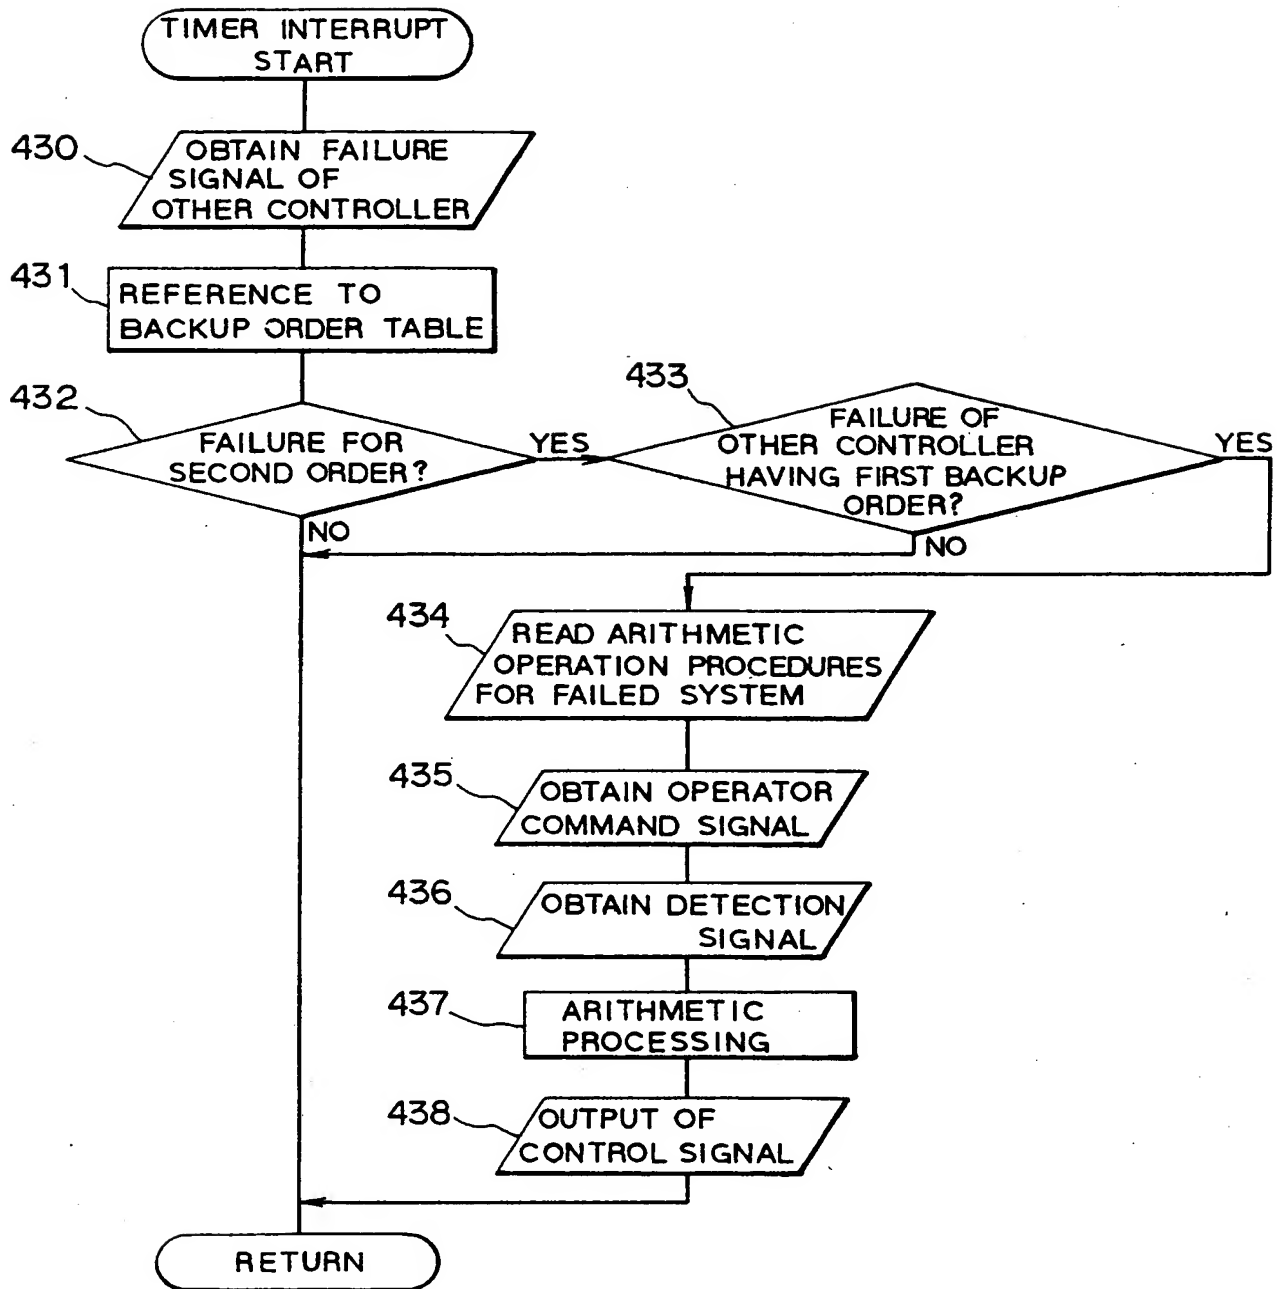 TIMER INTERRUPT
START
430
OBTAIN FAILURE
SIGNAL OF
OTHER CONTROLLER
431
REFERENCE TO
BACKUP ORDER TABLE
432
FAILURE FOR
SECOND ORDER?
YES
NO
433
FAILURE OF
OTHER CONTROLLER
HAVING FIRST BACKUP
ORDER?
YES
NO
434
READ ARITHMETIC
OPERATION PROCEDURES
FOR FAILED SYSTEM
435
OBTAIN OPERATOR
COMMAND SIGNAL
436
OBTAIN DETECTION
SIGNAL
437
ARITHMETIC
PROCESSING
438
OUTPUT OF
CONTROL SIGNAL
RETURN